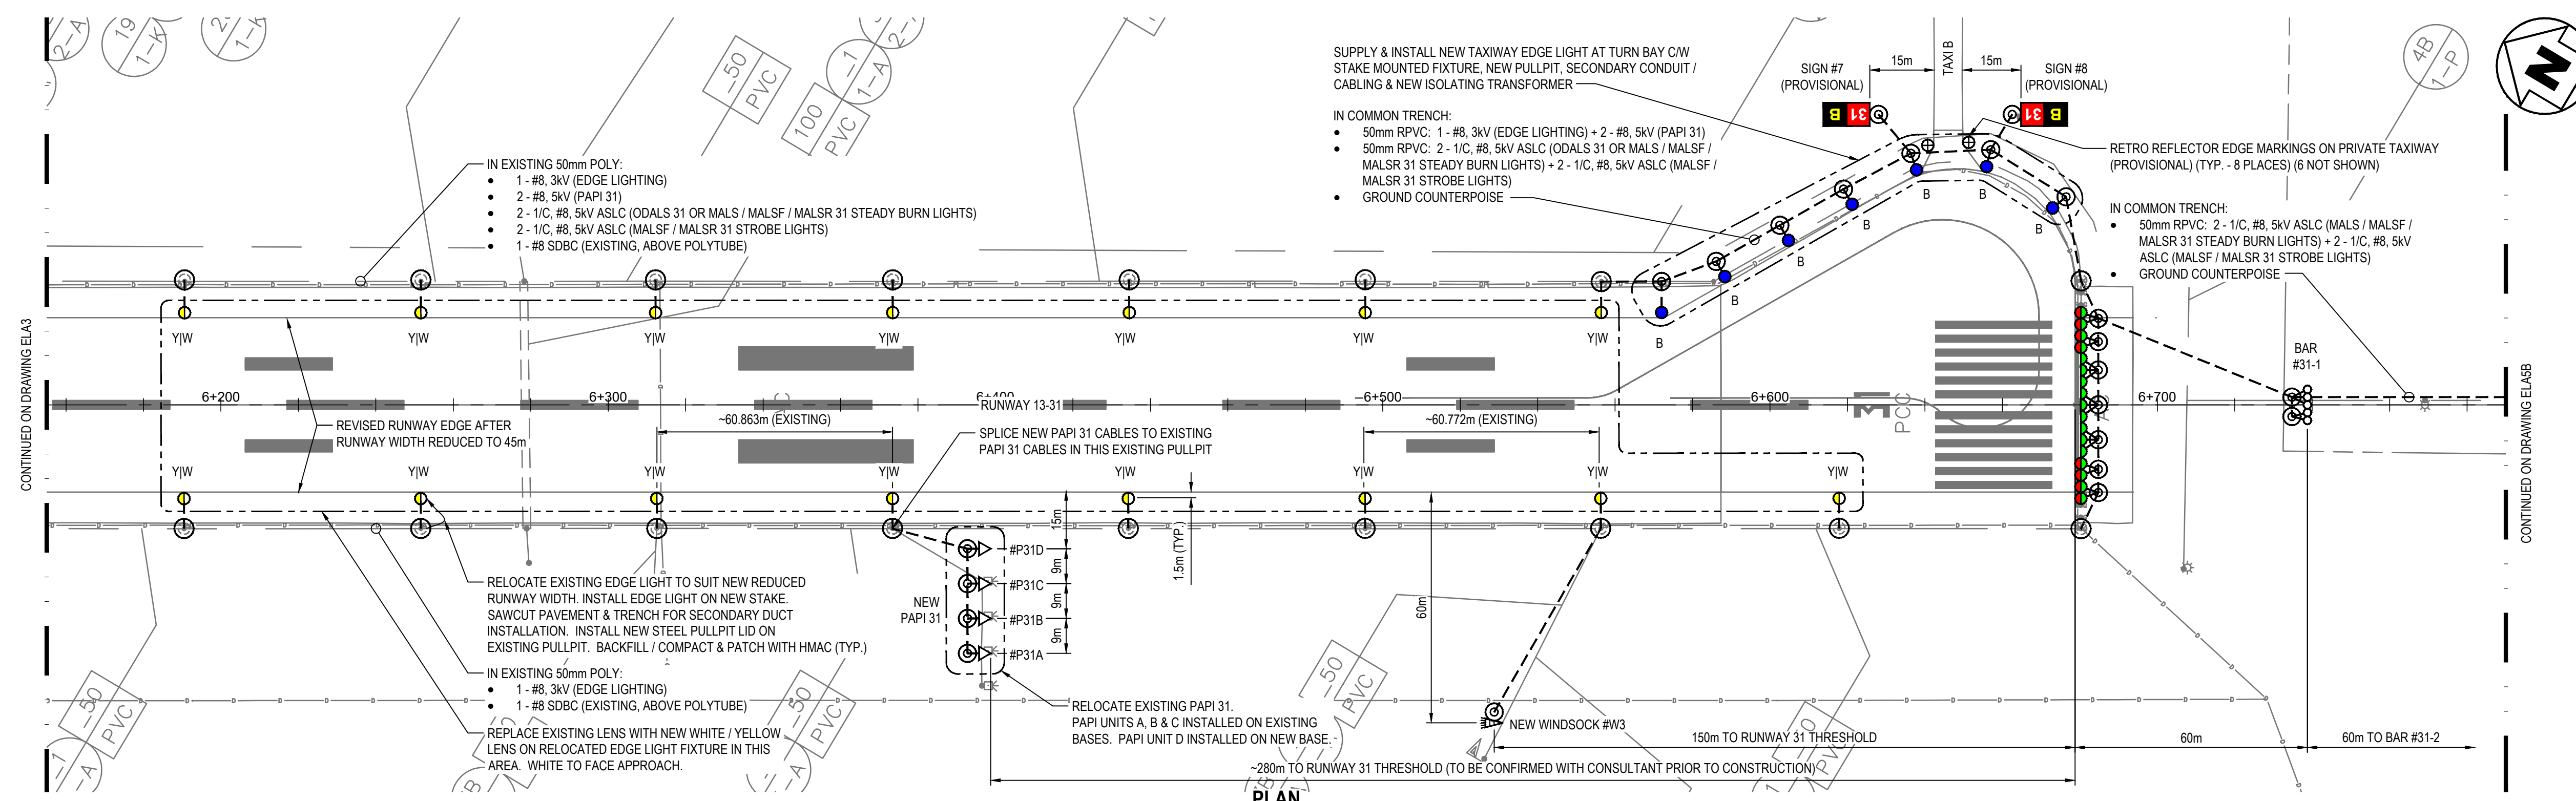 2-A
19
1-K
2
1-K
2-
-50
PVC
-1
1-A
100
PVC
4B
1-P
N
SUPPLY & INSTALL NEW TAXIWAY EDGE LIGHT AT TURN BAY C/W
STAKE MOUNTED FIXTURE, NEW PULLPIT, SECONDARY CONDUIT /
CABLING & NEW ISOLATING TRANSFORMER
IN COMMON TRENCH:
• 50mm RPVC: 1 - #8, 3kV (EDGE LIGHTING) + 2 - #8, 5kV (PAPI 31)
• 50mm RPVC: 2 - 1/C, #8, 5kV ASLC (ODALS 31 OR MALS / MALSF /
MALSR 31 STEADY BURN LIGHTS) + 2 - 1/C, #8, 5kV ASLC (MALSF /
MALSR 31 STROBE LIGHTS)
• GROUND COUNTERPOISE
SIGN #7
(PROVISIONAL)
15m
TAXI B
15m
SIGN #8
(PROVISIONAL)
B 31
31 B
RETRO REFLECTOR EDGE MARKINGS ON PRIVATE TAXIWAY
(PROVISIONAL) (TYP. - 8 PLACES) (6 NOT SHOWN)
IN COMMON TRENCH:
• 50mm RPVC: 2 - 1/C, #8, 5kV ASLC (MALS / MALSF /
MALSR 31 STEADY BURN LIGHTS) + 2 - 1/C, #8, 5kV
ASLC (MALSF / MALSR 31 STROBE LIGHTS)
• GROUND COUNTERPOISE
IN EXISTING 50mm POLY:
• 1 - #8, 3kV (EDGE LIGHTING)
• 2 - #8, 5kV (PAPI 31)
• 2 - 1/C, #8, 5kV ASLC (ODALS 31 OR MALS / MALSF / MALSR 31 STEADY BURN LIGHTS)
• 2 - 1/C, #8, 5kV ASLC (MALSF / MALSR 31 STROBE LIGHTS)
• 1 - #8 SDBC (EXISTING, ABOVE POLYTUBE)
B
B
B
B
B
B
B
B
Y|W
Y|W
Y|W
Y|W
Y|W
Y|W
Y|W
CONTINUED ON DRAWING ELA3
6+200
6+300
6+400
RUNWAY 13-31
6+500
6+600
PCC
6+700
BAR
#31-1
CONTINUED ON DRAWING ELA5B
~60.863m (EXISTING)
~60.772m (EXISTING)
REVISED RUNWAY EDGE AFTER
RUNWAY WIDTH REDUCED TO 45m
SPLICE NEW PAPI 31 CABLES TO EXISTING
PAPI 31 CABLES IN THIS EXISTING PULLPIT
Y|W
Y|W
Y|W
Y|W
Y|W
Y|W
Y|W
Y|W
15m
9m
9m
9m
1.5m (TYP.)
60m
#P31D
#P31C
#P31B
#P31A
NEW
PAPI 31
RELOCATE EXISTING EDGE LIGHT TO SUIT NEW REDUCED
RUNWAY WIDTH. INSTALL EDGE LIGHT ON NEW STAKE.
SAWCUT PAVEMENT & TRENCH FOR SECONDARY DUCT
INSTALLATION. INSTALL NEW STEEL PULLPIT LID ON
EXISTING PULLPIT. BACKFILL / COMPACT & PATCH WITH HMAC (TYP.)
IN EXISTING 50mm POLY:
• 1 - #8, 3kV (EDGE LIGHTING)
• 1 - #8 SDBC (EXISTING, ABOVE POLYTUBE)
REPLACE EXISTING LENS WITH NEW WHITE / YELLOW
LENS ON RELOCATED EDGE LIGHT FIXTURE IN THIS
AREA. WHITE TO FACE APPROACH.
RELOCATE EXISTING PAPI 31.
PAPI UNITS A, B & C INSTALLED ON EXISTING
BASES. PAPI UNIT D INSTALLED ON NEW BASE.
NEW WINDSOCK #W3
150m TO RUNWAY 31 THRESHOLD
60m
60m TO BAR #31-2
~280m TO RUNWAY 31 THRESHOLD (TO BE CONFIRMED WITH CONSULTANT PRIOR TO CONSTRUCTION)
-50
PVC
-50
PVC
-50
PVC
-50
PVC
PLAN